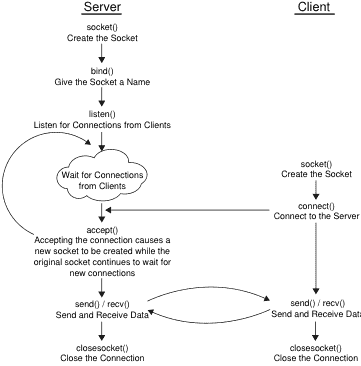 Server
socket()
Create the Socket
bind()
Give the Socket a Name
listen()
Listen for Connections from Clients
Wait for Connections
from Clients
accept()
Accepting the connection causes a
new socket to be created while the
original socket continues to wait for
new connections
send() / recv()
Send and Receive Data
closesocket()
Close the Connection
Client
socket()
Create the Socket
connect()
Connect to the Server
send() / recv()
Send and Receive Data
closesocket()
Close the Connection